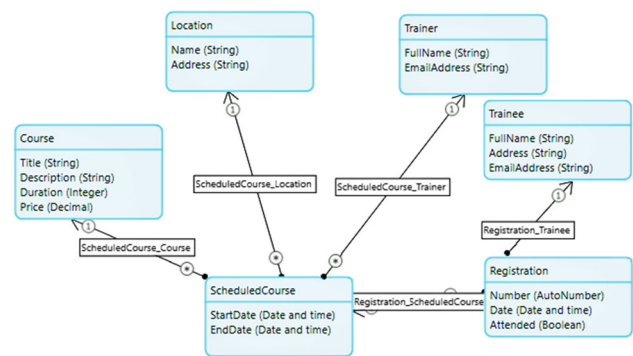 Location
Name (String)
Address (String)
Trainer
FullName (String)
EmailAddress (String)
Trainee
FullName (String)
Address (String)
EmailAddress (String)
Course
Title (String)
Description (String)
Duration (Integer)
Price (Decimal)
1
1
1
1
*
*
*
ScheduledCourse_Location
ScheduledCourse_Trainer
Registration_Trainee
ScheduledCourse_Course
ScheduledCourse
StartDate (Date and time)
EndDate (Date and time)
Registration_ScheduledCourse
Registration
Number (AutoNumber)
Date (Date and time)
Attended (Boolean)